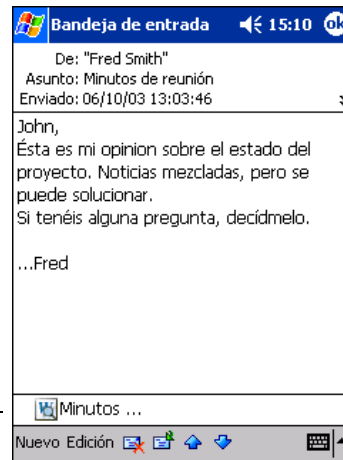 Bandeja de entrada 15:10 ok
De: "Fred Smith"
Asunto: Minutos de reunión
Enviado: 06/10/03 13:03:46
John,
Ésta es mi opinion sobre el estado del
proyecto. Noticias mezcladas, pero se
puede solucionar.
Si tenéis alguna pregunta, decídmelo.
...Fred
Minutos ...
Nuevo Edición